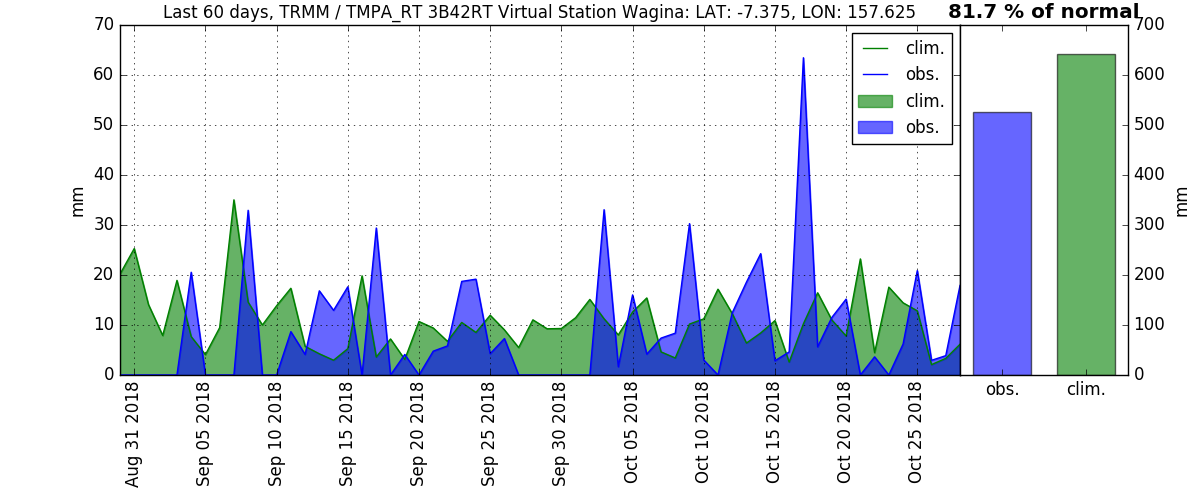 Last 60 days, TRMM / TMPA_RT 3B42RT Virtual Station Wagina: LAT: -7.375, LON: 157.625
81.7 % of normal
70
60
50
40
30
20
10
0
mm
clim.
obs.
clim.
obs.
Aug 31 2018
Sep 05 2018
Sep 10 2018
Sep 15 2018
Sep 20 2018
Sep 25 2018
Sep 30 2018
Oct 05 2018
Oct 10 2018
Oct 15 2018
Oct 20 2018
Oct 25 2018
700
600
500
400
300
200
100
0
mm
obs.
clim.